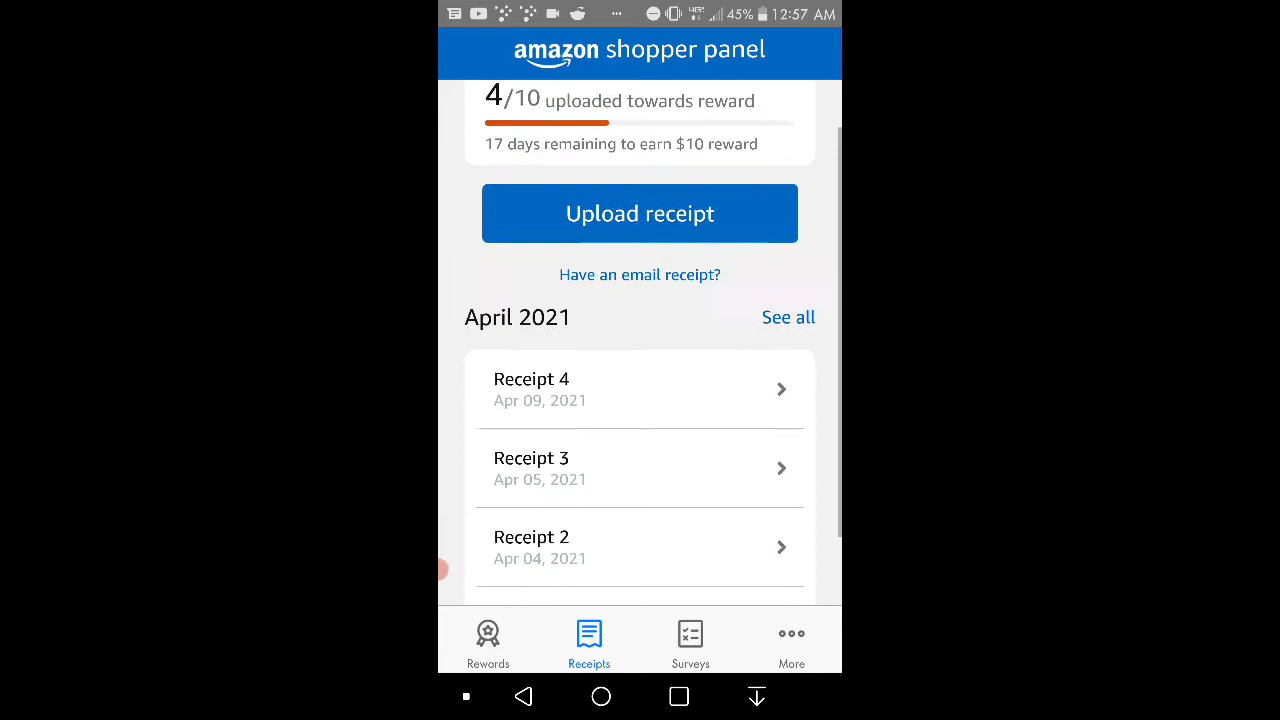 45% 12:57 AM
amazon shopper panel
4/10 uploaded towards reward
17 days remaining to earn $10 reward
Upload receipt
Have an email receipt?
April 2021 See all
Receipt 4
Apr 09, 2021
Receipt 3
Apr 05, 2021
Receipt 2
Apr 04, 2021
Rewards Receipts Surveys More